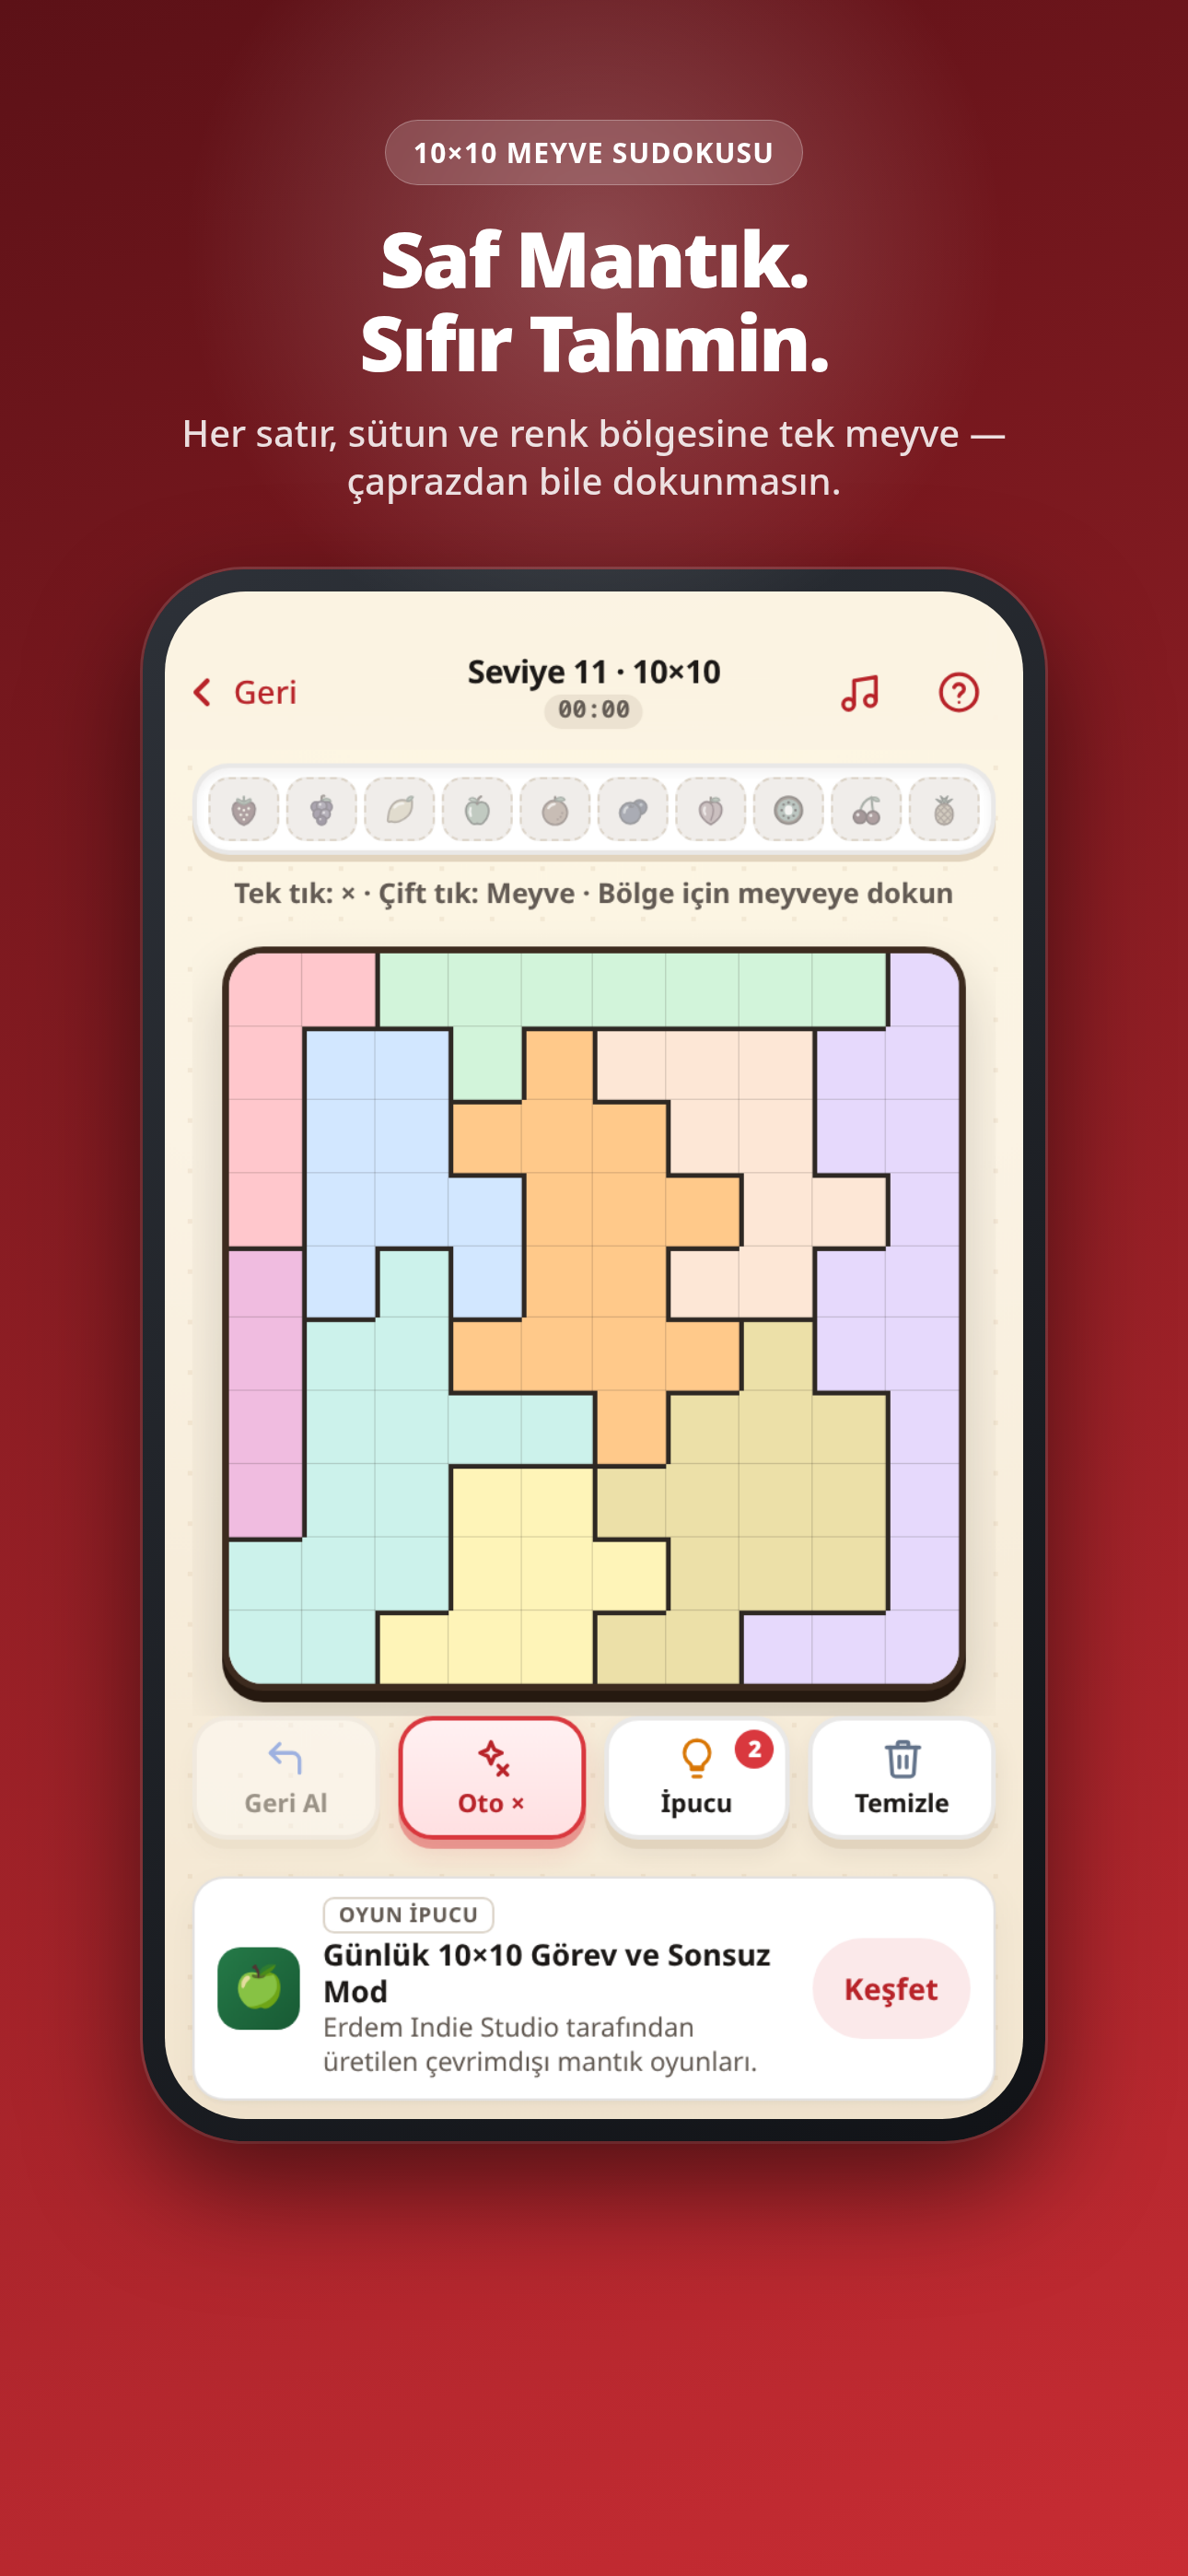 10×10 MEYVE SUDOKUSU
Saf Mantık.
Sıfır Tahmin.
Her satır, sütun ve renk bölgesine tek meyve —
çaprazdan bile dokunmasın.
Geri
Seviye 11 · 10×10
00:00
Tek tık: × · Çift tık: Meyve · Bölge için meyveye dokun
Geri Al
Oto ×
İpucu
2
Temizle
OYUN İPUCU
Günlük 10×10 Görev ve Sonsuz
Mod
Erdem Indie Studio tarafından
üretilen çevrimdışı mantık oyunları.
Keşfet